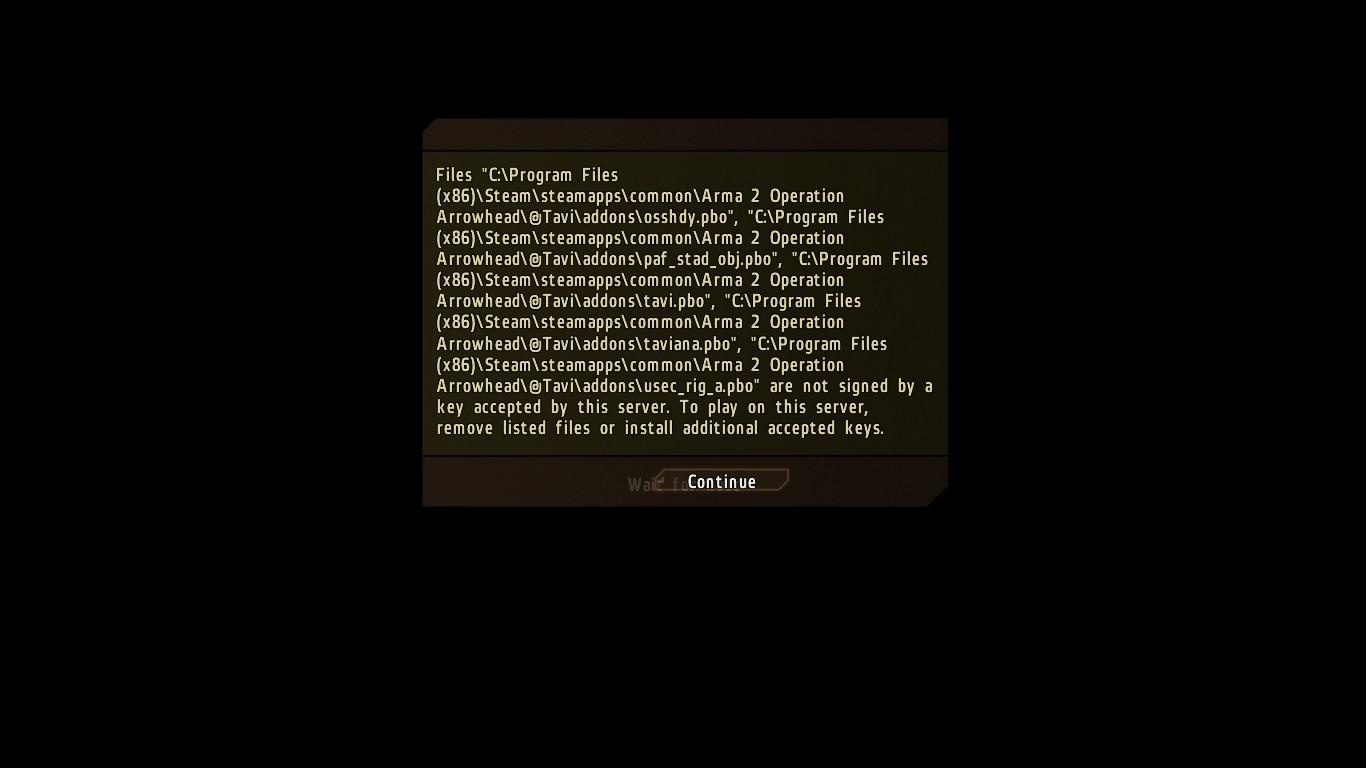 Files "C:\Program Files
(x86)\Steam\steamapps\common\Arma 2 Operation
Arrowhead\@Tavi\addons\osshdy.pbo", "C:\Program Files
(x86)\Steam\steamapps\common\Arma 2 Operation
Arrowhead\@Tavi\addons\paf_stad_obj.pbo", "C:\Program Files
(x86)\Steam\steamapps\common\Arma 2 Operation
Arrowhead\@Tavi\addons\tavi.pbo", "C:\Program Files
(x86)\Steam\steamapps\common\Arma 2 Operation
Arrowhead\@Tavi\addons\taviana.pbo", "C:\Program Files
(x86)\Steam\steamapps\common\Arma 2 Operation
Arrowhead\@Tavi\addons\usec_rig_a.pbo" are not signed by a
key accepted by this server. To play on this server,
remove listed files or install additional accepted keys.
Continue